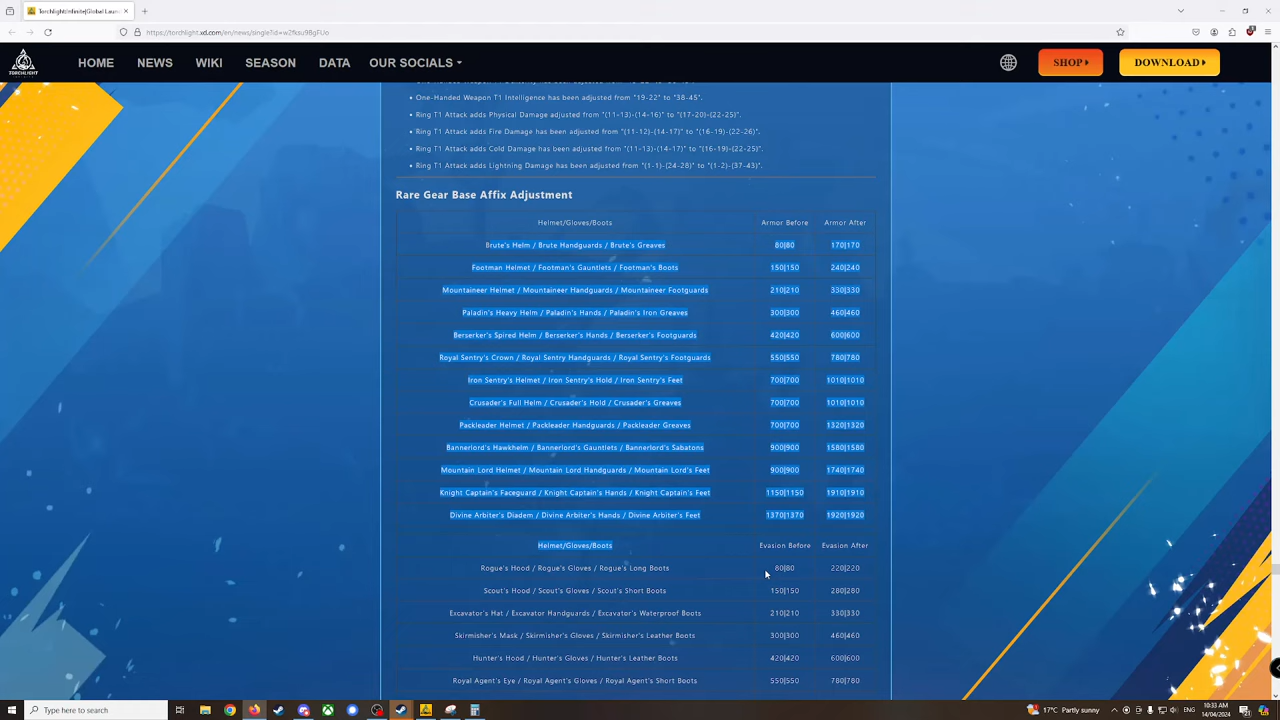 Torchlight:Infinite|Global Launc
https://torchlight.xd.com/en/news/single?id=w2fksu98gFUo
TORCHLIGHT
HOME NEWS WIKI SEASON DATA OUR SOCIALS SHOP DOWNLOAD
One-Handed Weapon T1 Intelligence has been adjusted from "19-22" to "38-45".
Ring T1 Attack adds Physical Damage adjusted from "(11-13)-(14-16)" to "(17-20)-(22-25)".
Ring T1 Attack adds Fire Damage has been adjusted from "(11-12)-(14-17)" to "(16-19)-(22-26)".
Ring T1 Attack adds Cold Damage has been adjusted from "(11-13)-(14-17)" to "(16-19)-(22-25)".
Ring T1 Attack adds Lightning Damage has been adjusted from "(1-1)-(24-28)" to "(1-2)-(37-43)".
Rare Gear Base Affix Adjustment
Helmet/Gloves/Boots Armor Before Armor After
Brute's Helm / Brute Handguards / Brute's Greaves 80|80 170|170
Footman Helmet / Footman's Gauntlets / Footman's Boots 150|150 240|240
Mountaineer Helmet / Mountaineer Handguards / Mountaineer Footguards 210|210 330|330
Paladin's Heavy Helm / Paladin's Hands / Paladin's Iron Greaves 300|300 460|460
Berserker's Spired Helm / Berserker's Hands / Berserker's Footguards 420|420 600|600
Royal Sentry's Crown / Royal Sentry Handguards / Royal Sentry's Footguards 550|550 780|780
Iron Sentry's Helmet / Iron Sentry's Hold / Iron Sentry's Feet 700|700 1010|1010
Crusader's Full Helm / Crusader's Hold / Crusader's Greaves 700|700 1010|1010
Packleader Helmet / Packleader Handguards / Packleader Greaves 700|700 1320|1320
Bannerlord's Hawkhelm / Bannerlord's Gauntlets / Bannerlord's Sabatons 900|900 1580|1580
Mountain Lord Helmet / Mountain Lord Handguards / Mountain Lord's Feet 900|900 1740|1740
Knight Captain's Faceguard / Knight Captain's Hands / Knight Captain's Feet 1150|1150 1910|1910
Divine Arbiter's Diadem / Divine Arbiter's Hands / Divine Arbiter's Feet 1370|1370 1920|1920
Helmet/Gloves/Boots Evasion Before Evasion After
Rogue's Hood / Rogue's Gloves / Rogue's Long Boots 80|80 220|220
Scout's Hood / Scout's Gloves / Scout's Short Boots 150|150 280|280
Excavator's Hat / Excavator Handguards / Excavator's Waterproof Boots 210|210 330|330
Skirmisher's Mask / Skirmisher's Gloves / Skirmisher's Leather Boots 300|300 460|460
Hunter's Hood / Hunter's Gloves / Hunter's Leather Boots 420|420 600|600
Royal Agent's Eye / Royal Agent's Gloves / Royal Agent's Short Boots 550|550 780|780
Type here to search 17°C Partly sunny 10:33 AM
14/04/2024